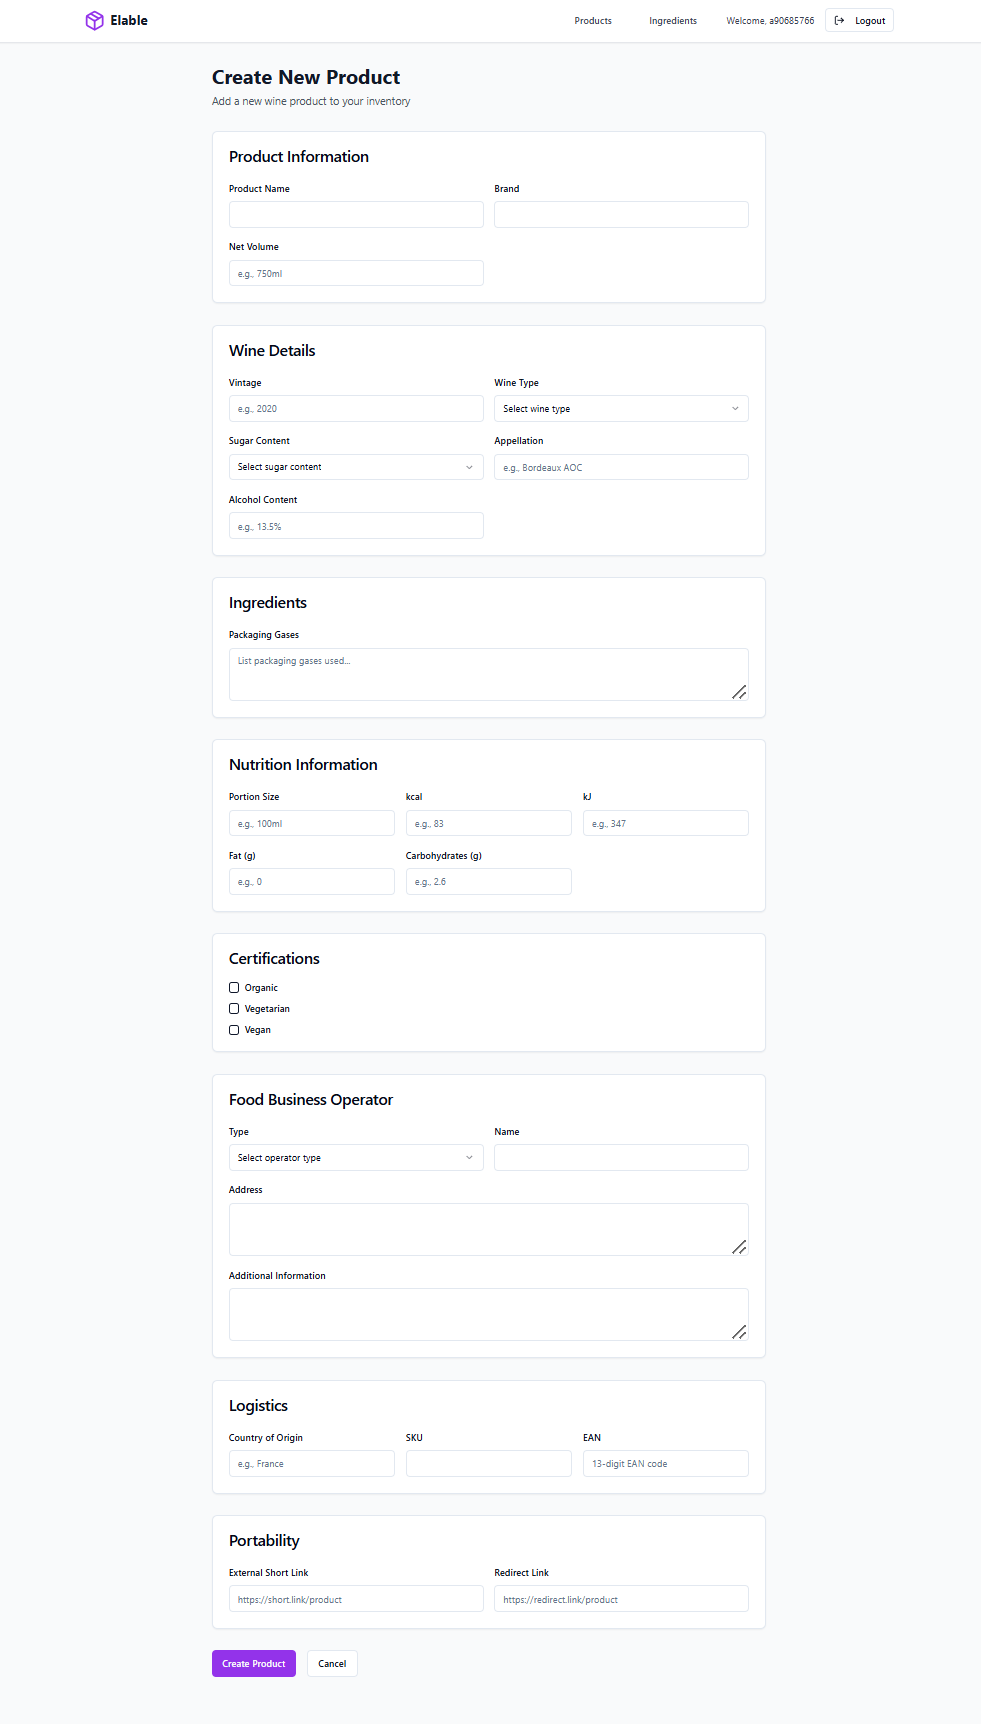 Elable
Products
Ingredients
Welcome, a90685766
Logout
Create New Product
Add a new wine product to your inventory
Product Information
Product Name
Brand
Net Volume
e.g., 750ml
Wine Details
Vintage
Wine Type
e.g., 2020
Select wine type
Sugar Content
Appellation
Select sugar content
e.g., Bordeaux AOC
Alcohol Content
e.g., 13.5%
Ingredients
Packaging Gases
List packaging gases used...
Nutrition Information
Portion Size
kcal
kJ
e.g., 100ml
e.g., 83
e.g., 347
Fat (g)
Carbohydrates (g)
e.g., 0
e.g., 2.6
Certifications
Organic
Vegetarian
Vegan
Food Business Operator
Type
Name
Select operator type
Address
Additional Information
Logistics
Country of Origin
SKU
EAN
e.g., France
13-digit EAN code
Portability
External Short Link
Redirect Link
https://short.link/product
https://redirect.link/product
Create Product
Cancel